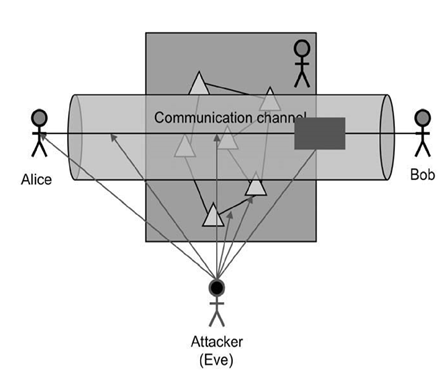 Communication channel
Alice
Bob
Attacker
(Eve)